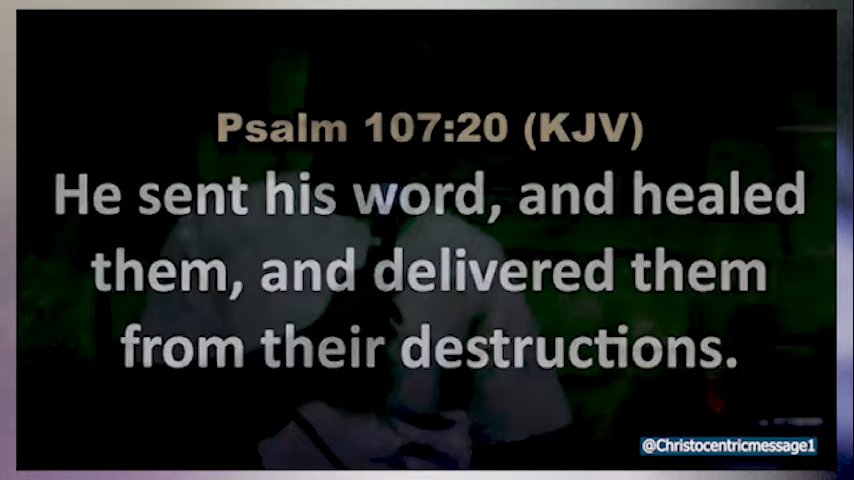 Psalm 107:20 (KJV)
He sent his word, and healed
them, and delivered them
from their destructions.
@Christocentricmessage1